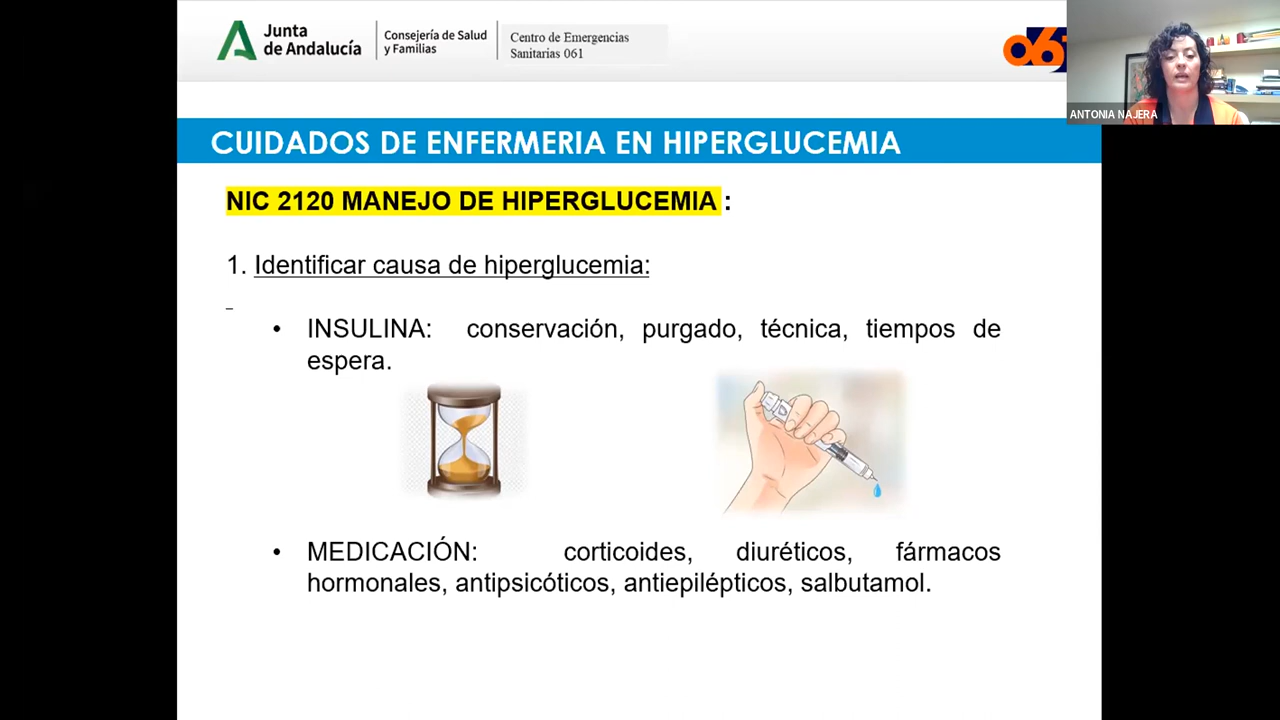 Junta
de Andalucía
Consejería de Salud
y Familias
Centro de Emergencias
Sanitarias 061
061
ANTONIA NAJERA
CUIDADOS DE ENFERMERIA EN HIPERGLUCEMIA
NIC 2120 MANEJO DE HIPERGLUCEMIA :
1. Identificar causa de hiperglucemia:
• INSULINA: conservación, purgado, técnica, tiempos de
espera.
• MEDICACIÓN: corticoides, diuréticos, fármacos
hormonales, antipsicóticos, antiepilépticos, salbutamol.